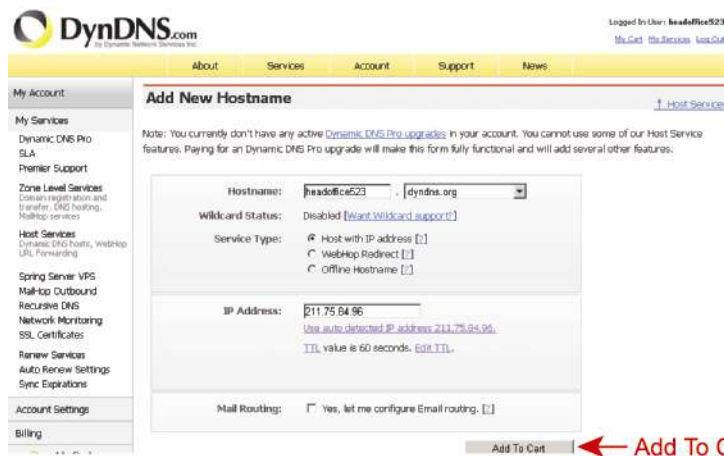 DynDNS.com
by Dynamic Network Services Inc.
Logged In User: headoffice523
My Cart My Services Log Out
About Services Account Support News
My Account
My Services
Dynamic DNS Pro
SLA
Premier Support
Zone Level Services
Domain registration and
transfer, DNS hosting,
MailHop services
Host Services
Dynamic DNS hosts, WebHop
URL Forwarding
Spring Server VPS
MailHop Outbound
Recursive DNS
Network Monitoring
SSL Certificates
Renew Services
Auto Renew Settings
Sync Expirations
Account Settings
Billing
Add New Hostname
↑ Host Services
Note: You currently don't have any active Dynamic DNS Pro upgrades in your account. You cannot use some of our Host Service
features. Paying for an Dynamic DNS Pro upgrade will make this form fully functional and will add several other features.
Hostname: headoffice523 . dyndns.org
Wildcard Status: Disabled [Want Wildcard support?]
Service Type: Host with IP address [?]
WebHop Redirect [?]
Offline Hostname [?]
IP Address: 211.75.84.96
Use auto detected IP address 211.75.84.96.
TTL value is 60 seconds. Edit TTL.
Mail Routing: Yes, let me configure Email routing. [?]
Add To Cart
Add To C